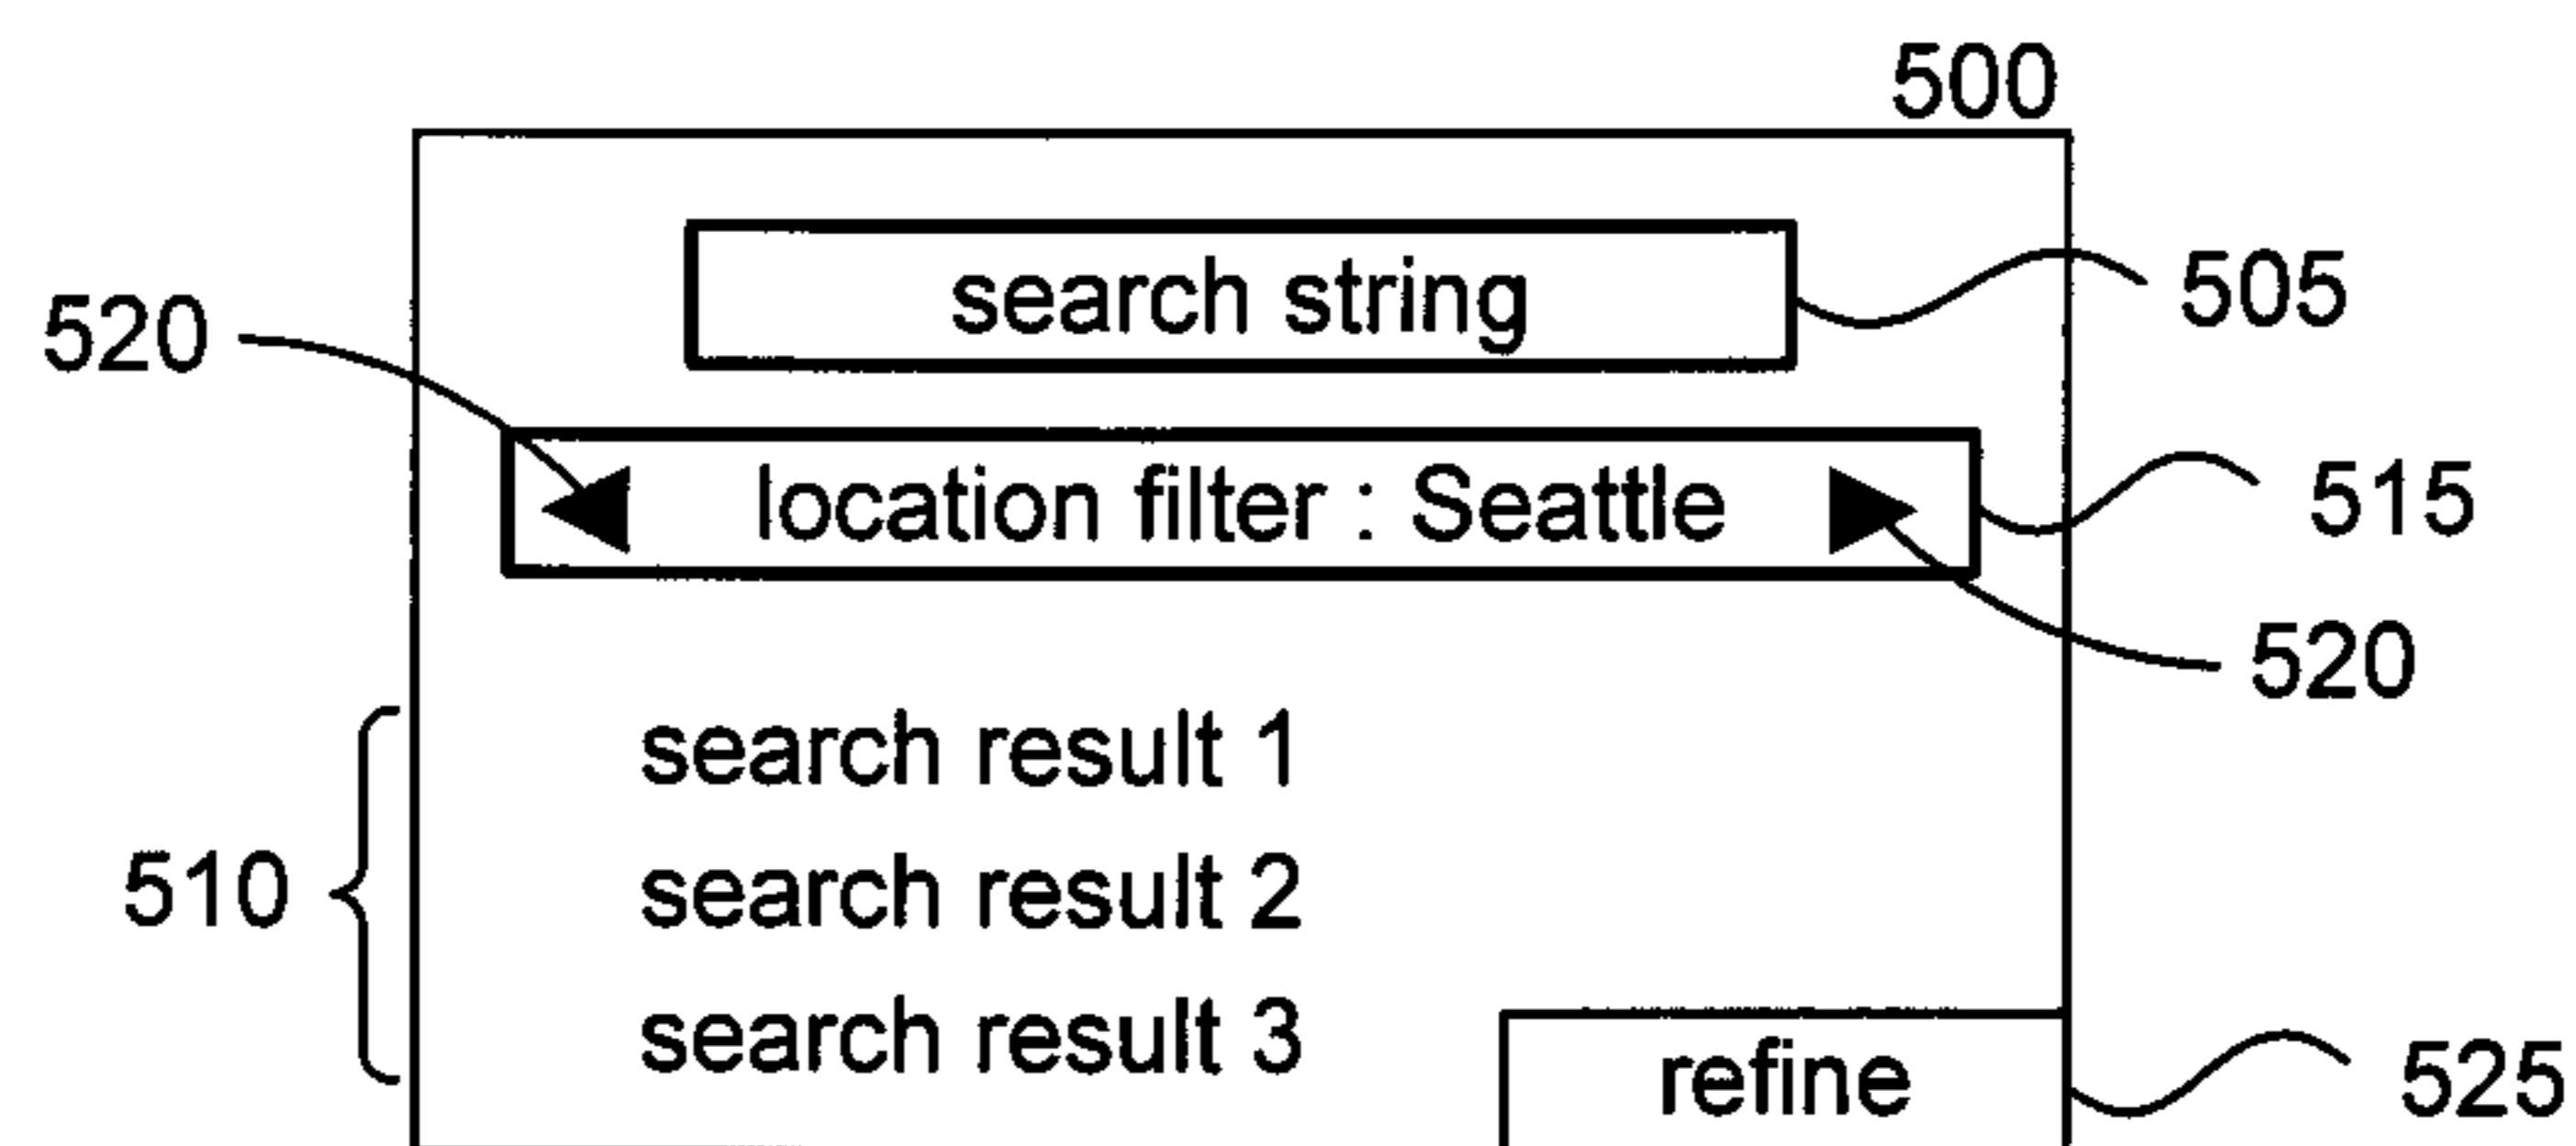 500
search string
505
520
location filter : Seattle
515
520
search result 1
510
search result 2
search result 3
refine
525